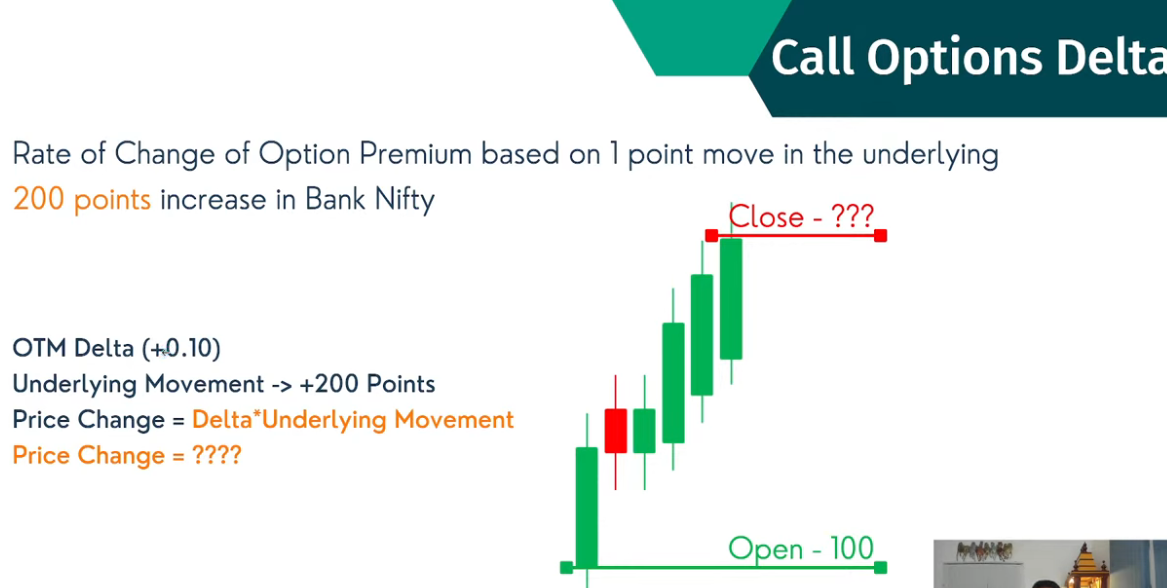 Call Options Delta
Rate of Change of Option Premium based on 1 point move in the underlying
200 points increase in Bank Nifty
Close - ???
OTM Delta (+0.10)
Underlying Movement -> +200 Points
Price Change = Delta*Underlying Movement
Price Change = ????
Open - 100